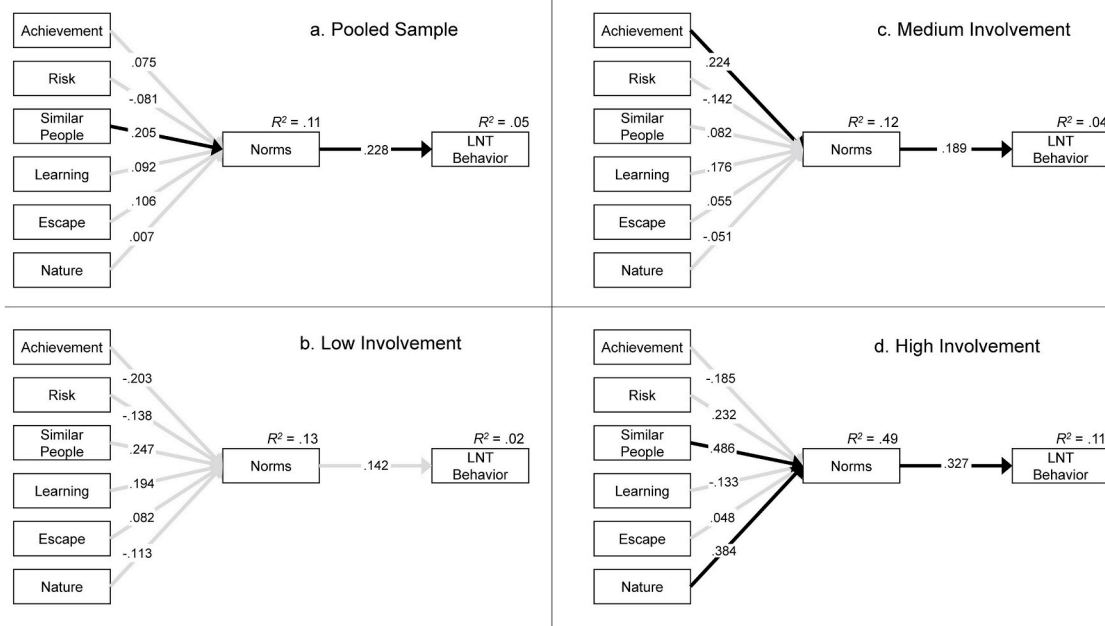 a. Pooled Sample
Achievement
Risk
Similar
People
Learning
Escape
Nature
.075
-.081
.205
.092
.106
.007
R² = .11
Norms
.228
R² = .05
LNT
Behavior
c. Medium Involvement
Achievement
Risk
Similar
People
Learning
Escape
Nature
.224
-.142
.082
.176
.055
-.051
R² = .12
Norms
.189
R² = .04
LNT
Behavior
b. Low Involvement
Achievement
Risk
Similar
People
Learning
Escape
Nature
-.203
-.138
.247
.194
.082
-.113
R² = .13
Norms
.142
R² = .02
LNT
Behavior
d. High Involvement
Achievement
Risk
Similar
People
Learning
Escape
Nature
-.185
.232
.486
-.133
.048
.384
R² = .49
Norms
.327
R² = .11
LNT
Behavior